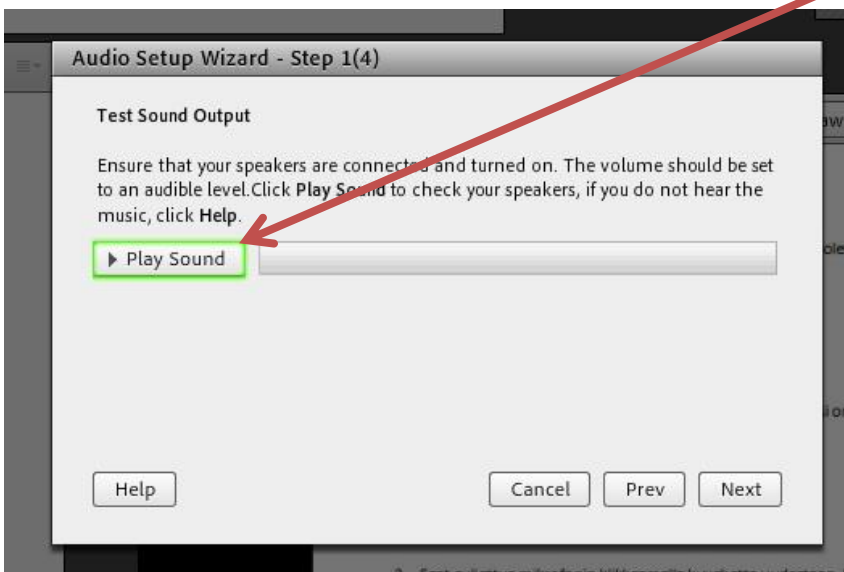 Audio Setup Wizard - Step 1(4)
Test Sound Output
Ensure that your speakers are connected and turned on. The volume should be set
to an audible level.Click Play Sound to check your speakers, if you do not hear the
music, click Help.
Play Sound
Help
Cancel
Prev
Next